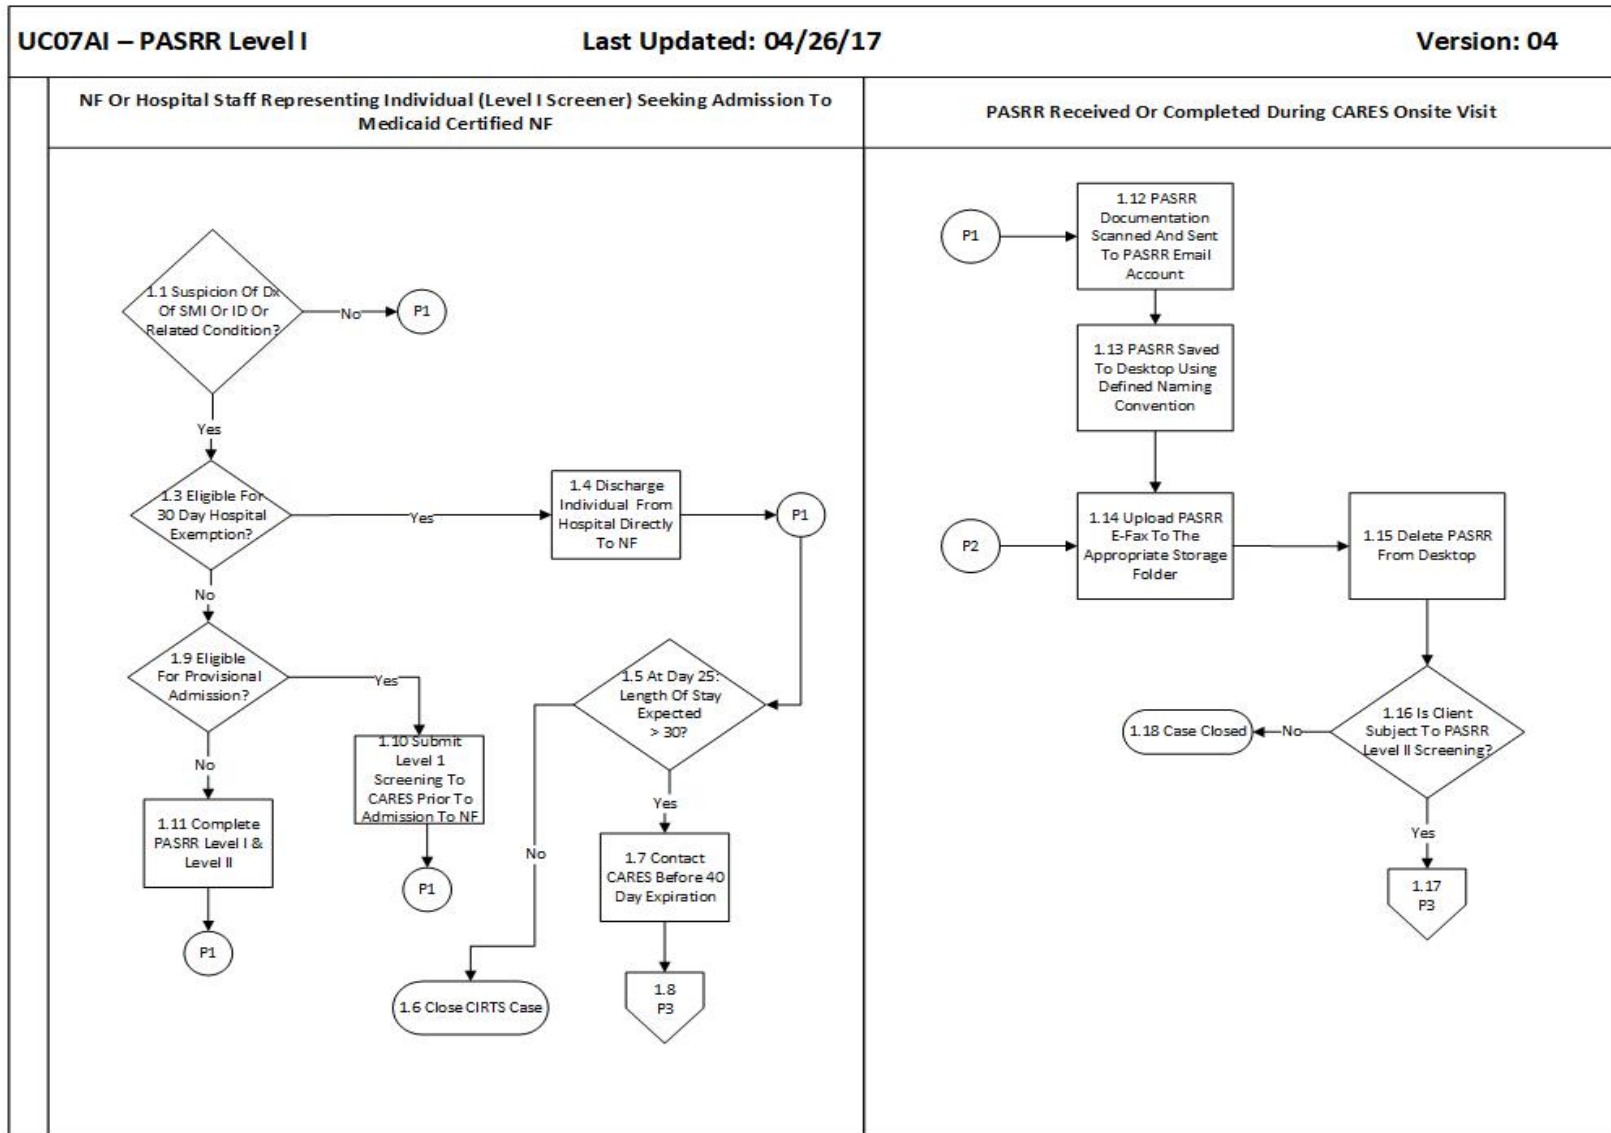 UC07AI – PASRR Level I
Last Updated: 04/26/17
Version: 04
NF Or Hospital Staff Representing Individual (Level I Screener) Seeking Admission To
Medicaid Certified NF
PASRR Received Or Completed During CARES Onsite Visit
1.1 Suspicion Of Dx
Of SMI Or ID Or
Related Condition?
No
P1
Yes
1.3 Eligible For
30 Day Hospital
Exemption?
Yes
1.4 Discharge
Individual From
Hospital Directly
To NF
P1
No
1.9 Eligible
For Provisional
Admission?
Yes
1.10 Submit
Level 1
Screening To
CARES Prior To
Admission To NF
P1
No
1.11 Complete
PASRR Level I &
Level II
P1
1.5 At Day 25:
Length Of Stay
Expected
> 30?
No
1.6 Close CIRTS Case
Yes
1.7 Contact
CARES Before 40
Day Expiration
1.8
P3
P1
1.12 PASRR
Documentation
Scanned And Sent
To PASRR Email
Account
1.13 PASRR Saved
To Desktop Using
Defined Naming
Convention
P2
1.14 Upload PASRR
E-Fax To The
Appropriate Storage
Folder
1.15 Delete PASRR
From Desktop
1.16 Is Client
Subject To PASRR
Level II Screening?
No
1.18 Case Closed
Yes
1.17
P3